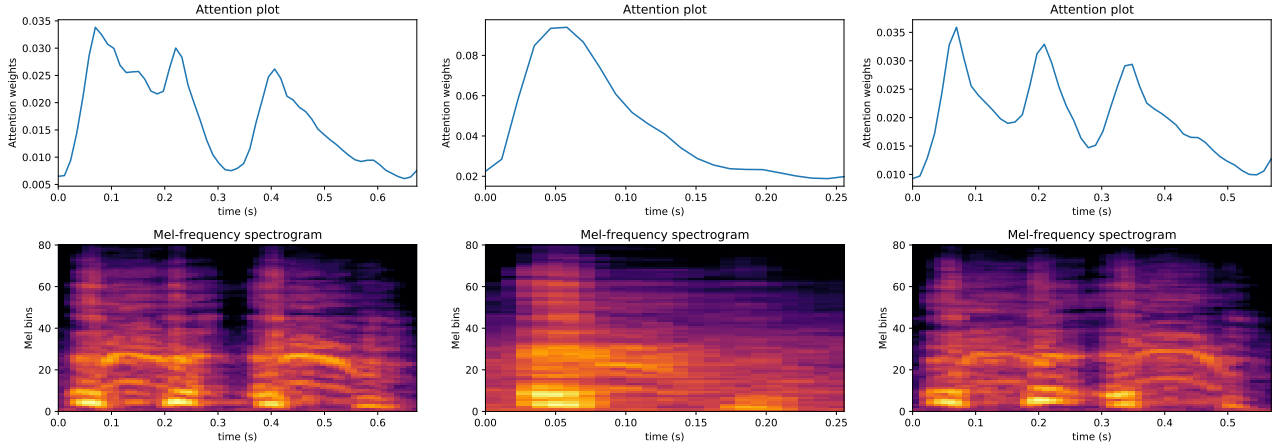 Attention plot Attention plot Attention plot
0.035 0.030 0.025 0.020 0.015 0.010 0.005
Attention weights
0.0 0.1 0.2 0.3 0.4 0.5 0.6
time (s)
0.08 0.06 0.04 0.02
Attention weights
0.00 0.05 0.10 0.15 0.20 0.25
time (s)
0.035 0.030 0.025 0.020 0.015 0.010
Attention weights
0.0 0.1 0.2 0.3 0.4 0.5
time (s)
Mel-frequency spectrogram Mel-frequency spectrogram Mel-frequency spectrogram
80 60 40 20 0
Mel bins
0.0 0.1 0.2 0.3 0.4 0.5 0.6
time (s)
80 60 40 20 0
Mel bins
0.00 0.05 0.10 0.15 0.20 0.25
time (s)
80 60 40 20 0
Mel bins
0.0 0.1 0.2 0.3 0.4 0.5
time (s)